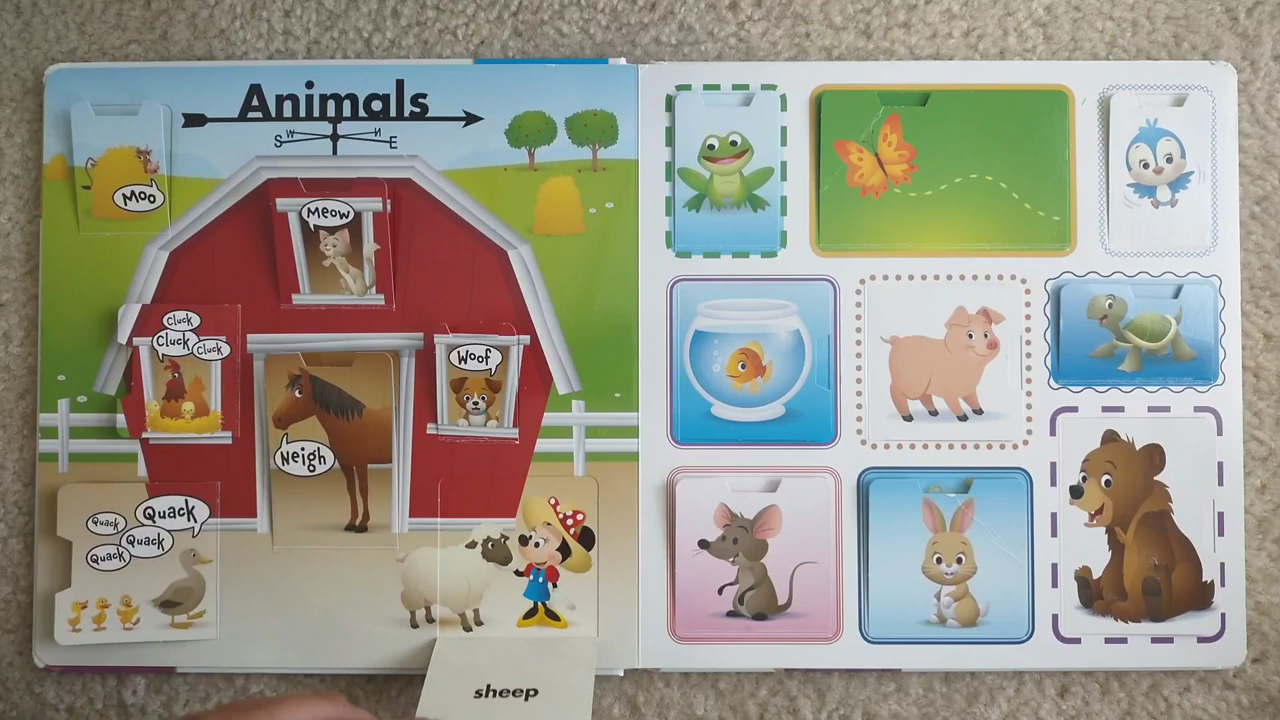 Animals
S W N E
Moo
Meow
Cluck
Cluck
Cluck
Woof
Neigh
Quack
Quack
Quack
Quack
sheep